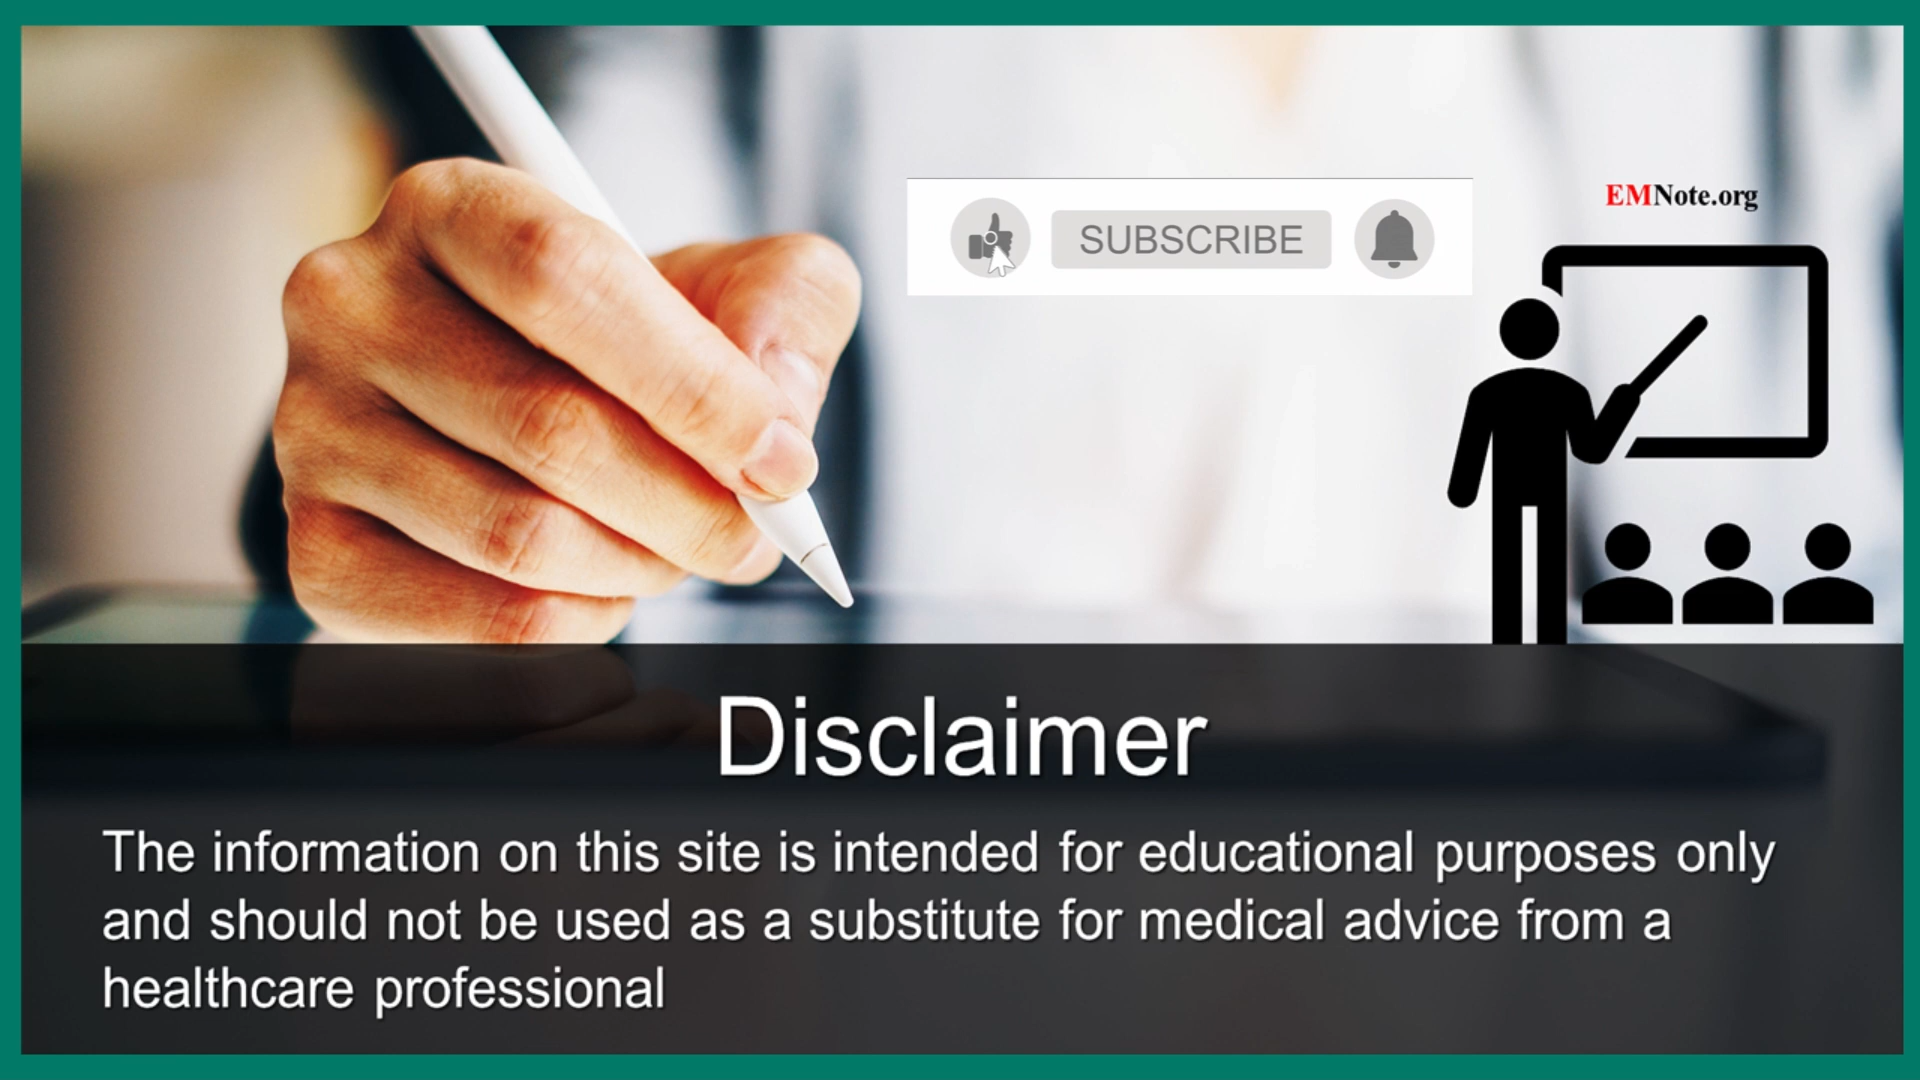 SUBSCRIBE
EMNote.org
Disclaimer
The information on this site is intended for educational purposes only
and should not be used as a substitute for medical advice from a
healthcare professional